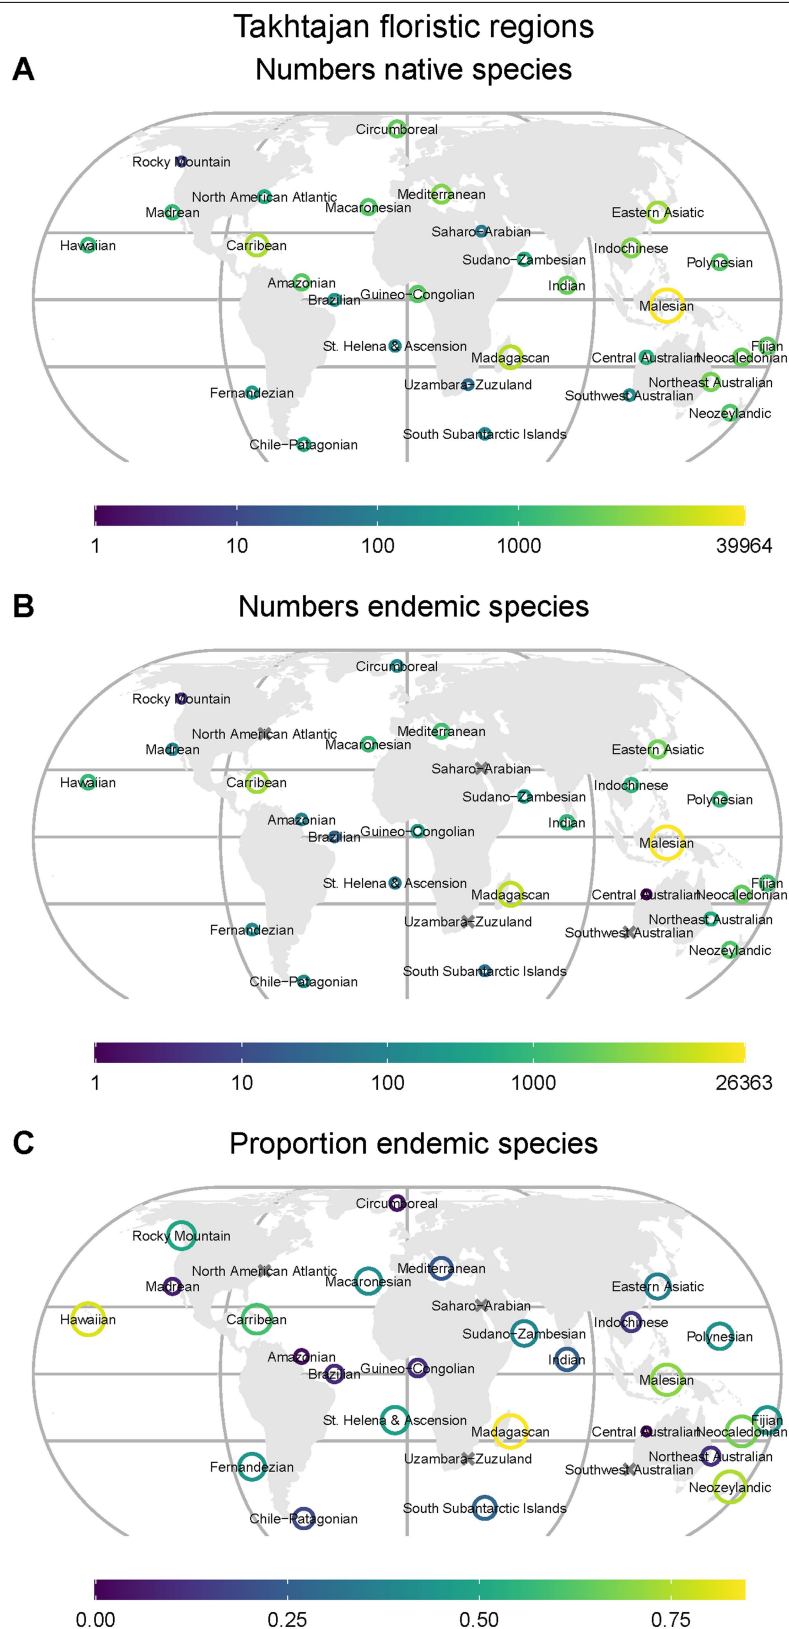 Takhtajan floristic regions
A
Numbers native species
Circumboreal
Rocky Mountain
North American Atlantic
Mediterranean
Madrean
Macaronesian
Eastern Asiatic
Saharo−Arabian
Hawaiian
Carribean
Indochinese
Sudano−Zambesian
Polynesian
Amazonian
Indian
Brazilian
Guineo−Congolian
Malesian
St. Helena & Ascension
Fijian
Madagascan
Central Australian
Neocaledonian
Uzambara−Zuzuland
Northeast Australian
Fernandezian
Southwest Australian
Neozeylandic
South Subantarctic Islands
Chile−Patagonian
1 10 100 1000 39964
B
Numbers endemic species
Circumboreal
Rocky Mountain
North American Atlantic
Mediterranean
Madrean
Macaronesian
Eastern Asiatic
Saharo−Arabian
Hawaiian
Carribean
Indochinese
Sudano−Zambesian
Polynesian
Amazonian
Indian
Brazilian
Guineo−Congolian
Malesian
St. Helena & Ascension
Fijian
Madagascan
Central Australian
Neocaledonian
Uzambara−Zuzuland
Northeast Australian
Fernandezian
Southwest Australian
Neozeylandic
South Subantarctic Islands
Chile−Patagonian
1 10 100 1000 26363
C
Proportion endemic species
Circumboreal
Rocky Mountain
North American Atlantic
Mediterranean
Madrean
Macaronesian
Eastern Asiatic
Saharo−Arabian
Hawaiian
Carribean
Indochinese
Sudano−Zambesian
Polynesian
Amazonian
Indian
Brazilian
Guineo−Congolian
Malesian
St. Helena & Ascension
Fijian
Madagascan
Central Australian
Neocaledonian
Uzambara−Zuzuland
Northeast Australian
Fernandezian
Southwest Australian
Neozeylandic
South Subantarctic Islands
Chile−Patagonian
0.00 0.25 0.50 0.75